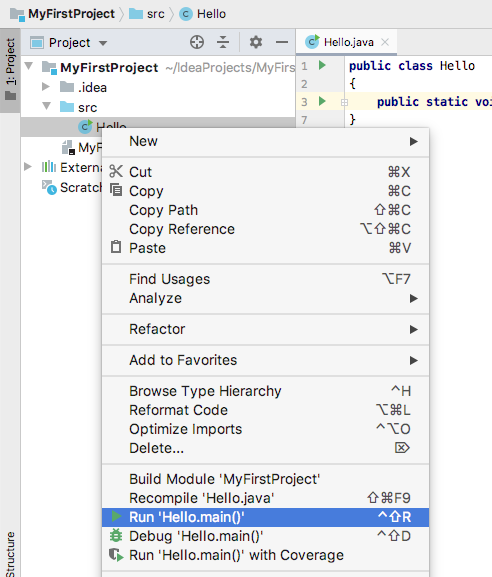 MyFirstProject src Hello
1: Project
Project
Hello.java
MyFirstProject ~/IdeaProjects/MyFirs
.idea
src
Hello
MyF
Externa
Scratch
1 public class Hello
2 {
3 public static voi
7 }
New
Cut ⌘X
Copy ⌘C
Copy Path ⇧⌘C
Copy Reference ⌥⇧⌘C
Paste ⌘V
Find Usages ⌥F7
Analyze
Refactor
Add to Favorites
Browse Type Hierarchy ^H
Reformat Code ⌥⌘L
Optimize Imports ^⌥O
Delete... ⌦
Build Module 'MyFirstProject'
Recompile 'Hello.java' ⇧⌘F9
Run 'Hello.main()' ^⇧R
Debug 'Hello.main()' ^⇧D
Run 'Hello.main()' with Coverage
Structure